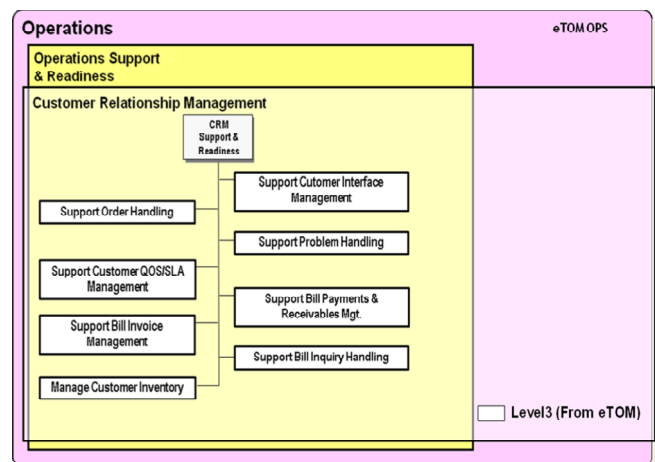 Operations
eTOM OPS
Operations Support
& Readiness
Customer Relationship Management
CRM
Support &
Readiness
Support Cutomer Interface
Management
Support Order Handling
Support Problem Handling
Support Customer QOS/SLA
Management
Support Bill Payments &
Receivables Mgt.
Support Bill Invoice
Management
Support Bill Inquiry Handling
Manage Customer Inventory
Level3 (From eTOM)